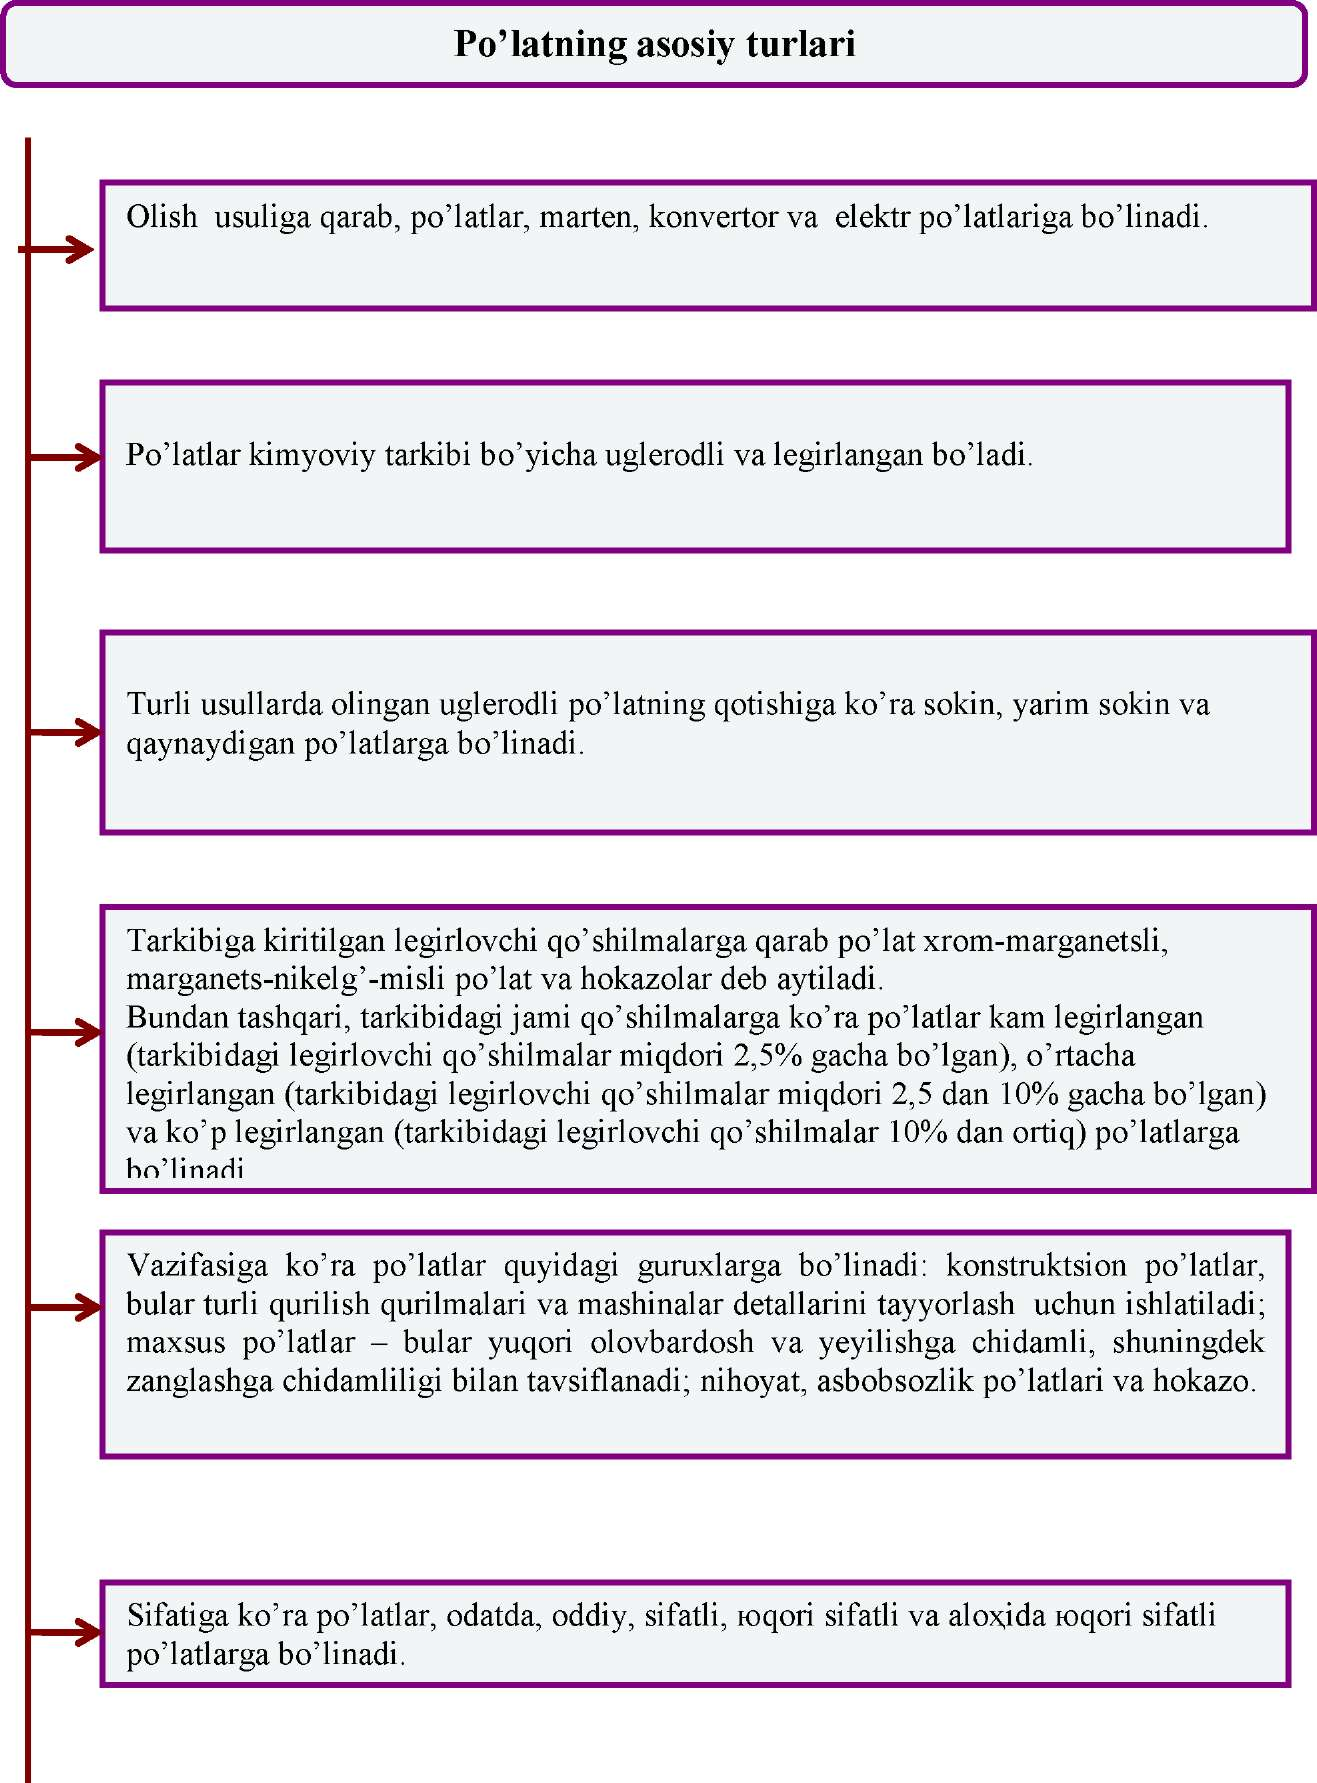 Po’latning asosiy turlari
Olish usuliga qarab, po’latlar, marten, konvertor va elektr po’latlariga bo’linadi.
Po’latlar kimyoviy tarkibi bo’yicha uglerodli va legirlangan bo’ladi.
Turli usullarda olingan uglerodli po’latning qotishiga ko’ra sokin, yarim sokin va
qaynaydigan po’latlarga bo’linadi.
Tarkibiga kiritilgan legirlovchi qo’shilmalarga qarab po’lat xrom-marganetsli,
marganets-nikelg’-misli po’lat va hokazolar deb aytiladi.
Bundan tashqari, tarkibidagi jami qo’shilmalarga ko’ra po’latlar kam legirlangan
(tarkibidagi legirlovchi qo’shilmalar miqdori 2,5% gacha bo’lgan), o’rtacha
legirlangan (tarkibidagi legirlovchi qo’shilmalar miqdori 2,5 dan 10% gacha bo’lgan)
va ko’p legirlangan (tarkibidagi legirlovchi qo’shilmalar 10% dan ortiq) po’latlarga
bo’linadi
Vazifasiga ko’ra po’latlar quyidagi guruxlarga bo’linadi: konstruktsion po’latlar,
bular turli qurilish qurilmalari va mashinalar detallarini tayyorlash uchun ishlatiladi;
maxsus po’latlar – bular yuqori olovbardosh va yeyilishga chidamli, shuningdek
zanglashga chidamliligi bilan tavsiflanadi; nihoyat, asbobsozlik po’latlari va hokazo.
Sifatiga ko’ra po’latlar, odatda, oddiy, sifatli, юqori sifatli va aloҳida юqori sifatli
po’latlarga bo’linadi.